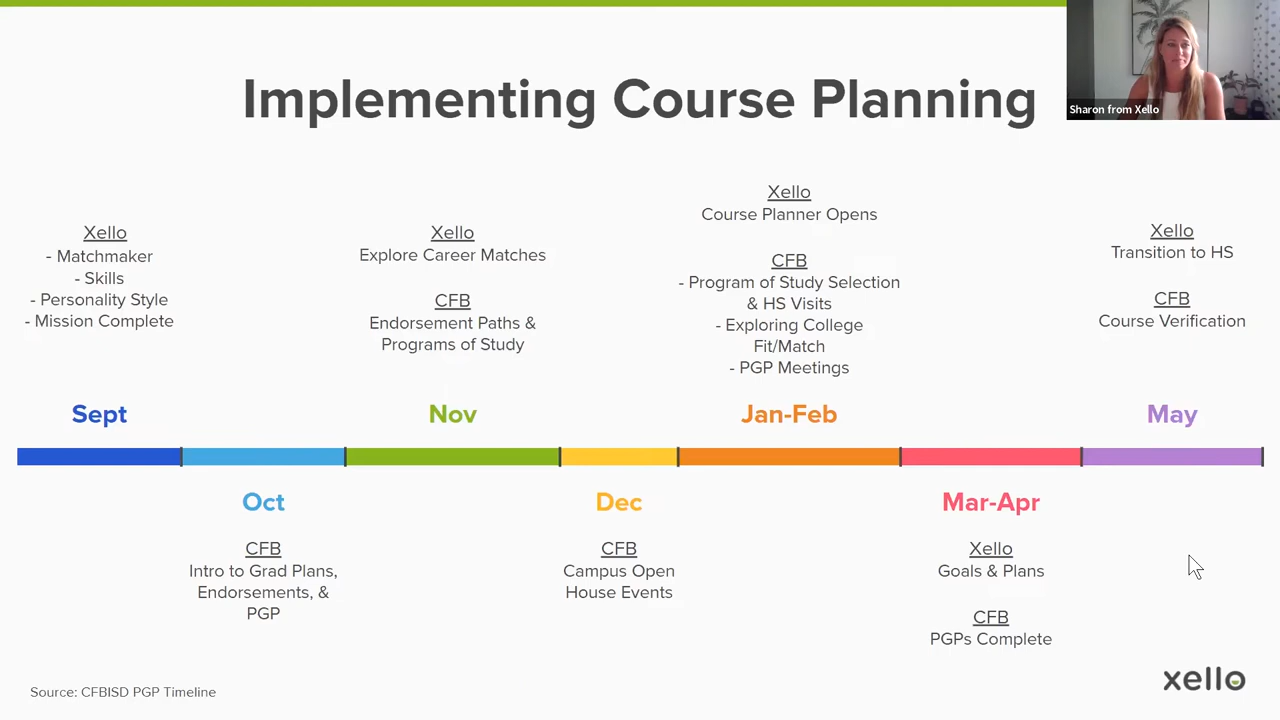 Implementing Course Planning
Sharon from Xello
Xello
- Matchmaker
- Skills
- Personality Style
- Mission Complete
Sept
Oct
CFB
Intro to Grad Plans,
Endorsements, &
PGP
Xello
Explore Career Matches
CFB
Endorsement Paths &
Programs of Study
Nov
Dec
CFB
Campus Open
House Events
Xello
Course Planner Opens
CFB
- Program of Study Selection
& HS Visits
- Exploring College
Fit/Match
- PGP Meetings
Jan-Feb
Mar-Apr
Xello
Goals & Plans
CFB
PGPs Complete
Xello
Transition to HS
CFB
Course Verification
May
Source: CFBISD PGP Timeline
xello